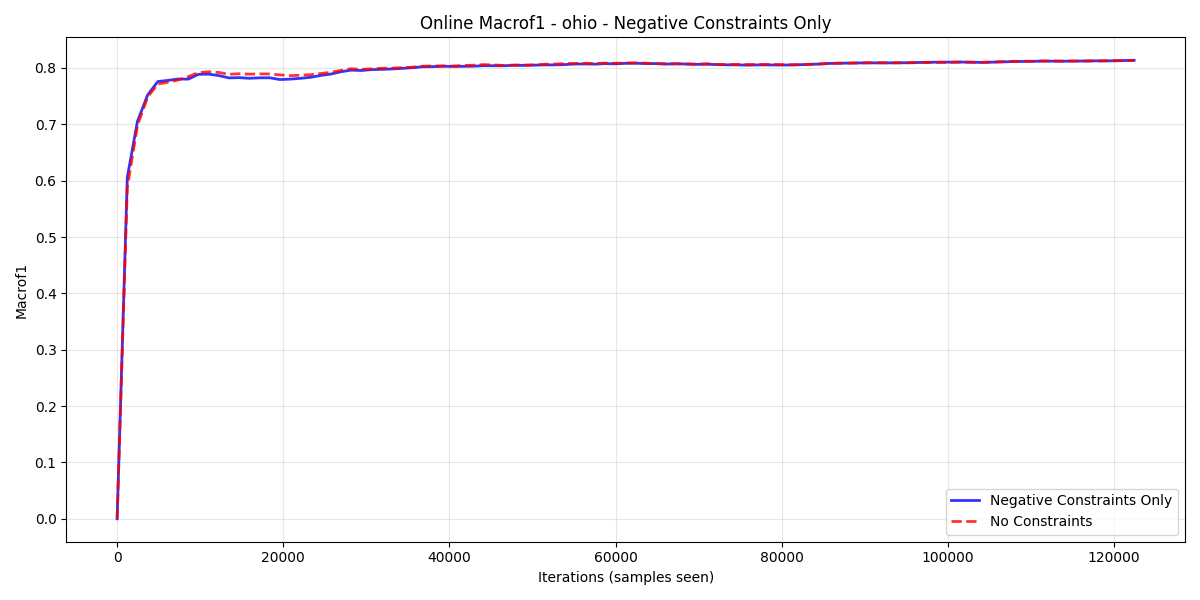 Online Macrof1 - ohio - Negative Constraints Only
Macrof1
0.8
0.7
0.6
0.5
0.4
0.3
0.2
0.1
0.0
0 20000 40000 60000 80000 100000 120000
Iterations (samples seen)
Negative Constraints Only
No Constraints